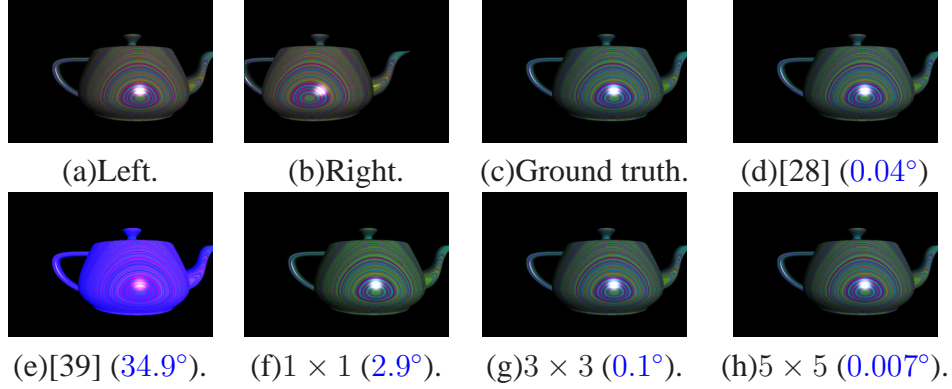 (a)Left.
(b)Right.
(c)Ground truth.
(d)[28] (0.04°)
(e)[39] (34.9°).
(f)1 × 1 (2.9°).
(g)3 × 3 (0.1°).
(h)5 × 5 (0.007°).